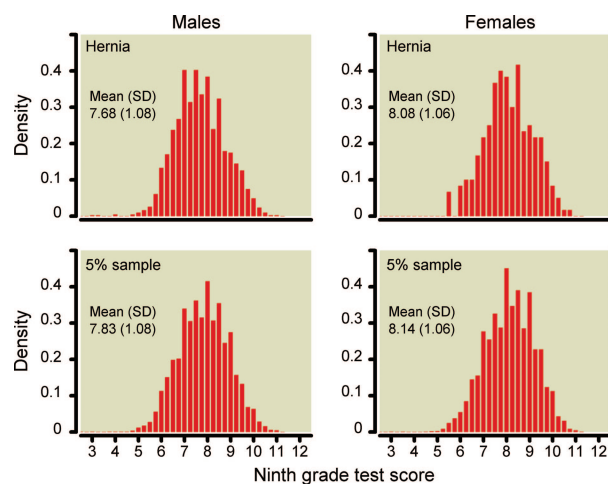 Males
Females
Hernia
Mean (SD)
7.68 (1.08)
Density
0.4
0.3
0.2
0.1
0
Hernia
Mean (SD)
8.08 (1.06)
0.4
0.3
0.2
0.1
0
5% sample
Mean (SD)
7.83 (1.08)
Density
0.4
0.3
0.2
0.1
0
3 4 5 6 7 8 9 10 11 12
5% sample
Mean (SD)
8.14 (1.06)
0.4
0.3
0.2
0.1
0
3 4 5 6 7 8 9 10 11 12
Ninth grade test score